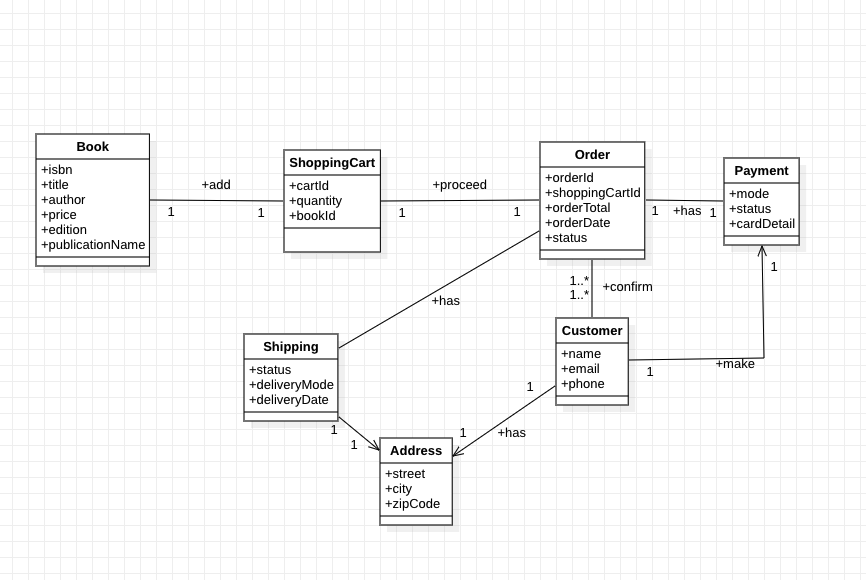 Book
+isbn
+title
+author
+price
+edition
+publicationName
+add
1
1
ShoppingCart
+cartId
+quantity
+bookId
+proceed
1
1
Order
+orderId
+shoppingCartId
+orderTotal
+orderDate
+status
1
+has
1
Payment
+mode
+status
+cardDetail
1
1..*
1..*
+confirm
+has
Customer
+name
+email
+phone
1
+make
Shipping
+status
+deliveryMode
+deliveryDate
1
1
1
1
+has
Address
+street
+city
+zipCode